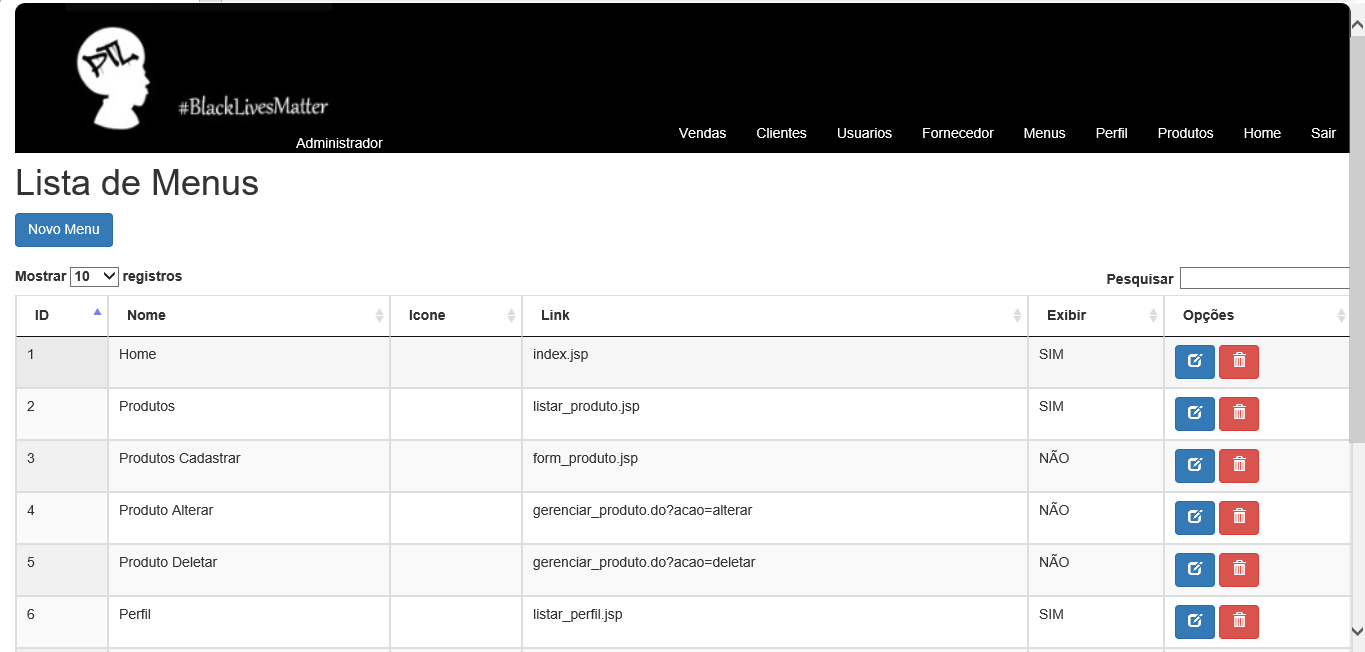 PTL
#BlackLivesMatter
Administrador
Vendas Clientes Usuarios Fornecedor Menus Perfil Produtos Home Sair
Lista de Menus
Novo Menu
Mostrar 10 registros
Pesquisar
ID Nome Icone Link Exibir Opções
1 Home index.jsp SIM
2 Produtos listar_produto.jsp SIM
3 Produtos Cadastrar form_produto.jsp NÃO
4 Produto Alterar gerenciar_produto.do?acao=alterar NÃO
5 Produto Deletar gerenciar_produto.do?acao=deletar NÃO
6 Perfil listar_perfil.jsp SIM